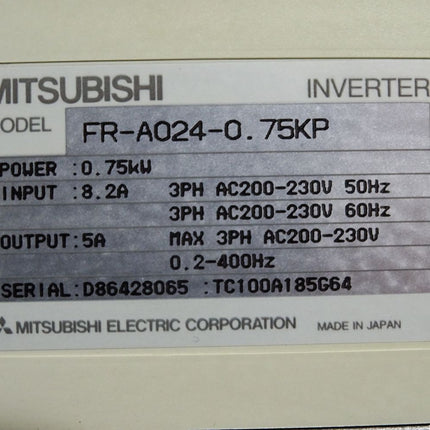 MITSUBISHI INVERTER
MODEL FR-A024-0.75KP
POWER :0.75kW
INPUT :8.2A 3PH AC200-230V 50Hz
3PH AC200-230V 60Hz
OUTPUT:5A MAX 3PH AC200-230V
0.2-400Hz
SERIAL:D86428065 :TC100A185G64
MITSUBISHI ELECTRIC CORPORATION MADE IN JAPAN